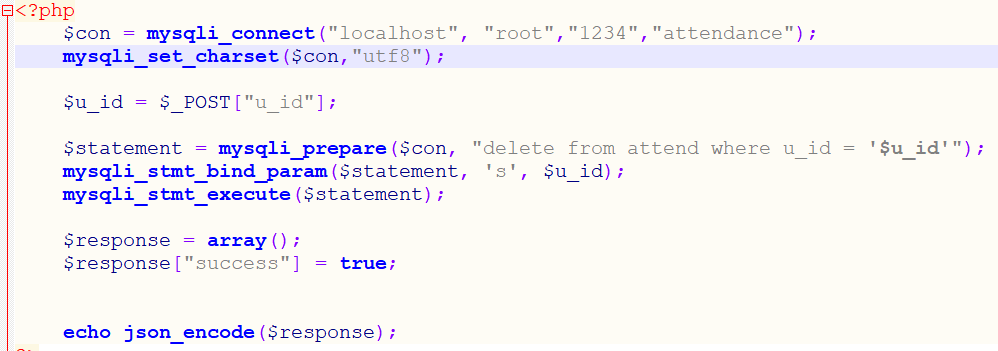 <?php
$con = mysqli_connect("localhost", "root","1234","attendance");
mysqli_set_charset($con,"utf8");
$u_id = $_POST["u_id"];
$statement = mysqli_prepare($con, "delete from attend where u_id = '$u_id'");
mysqli_stmt_bind_param($statement, 's', $u_id);
mysqli_stmt_execute($statement);
$response = array();
$response["success"] = true;
echo json_encode($response);